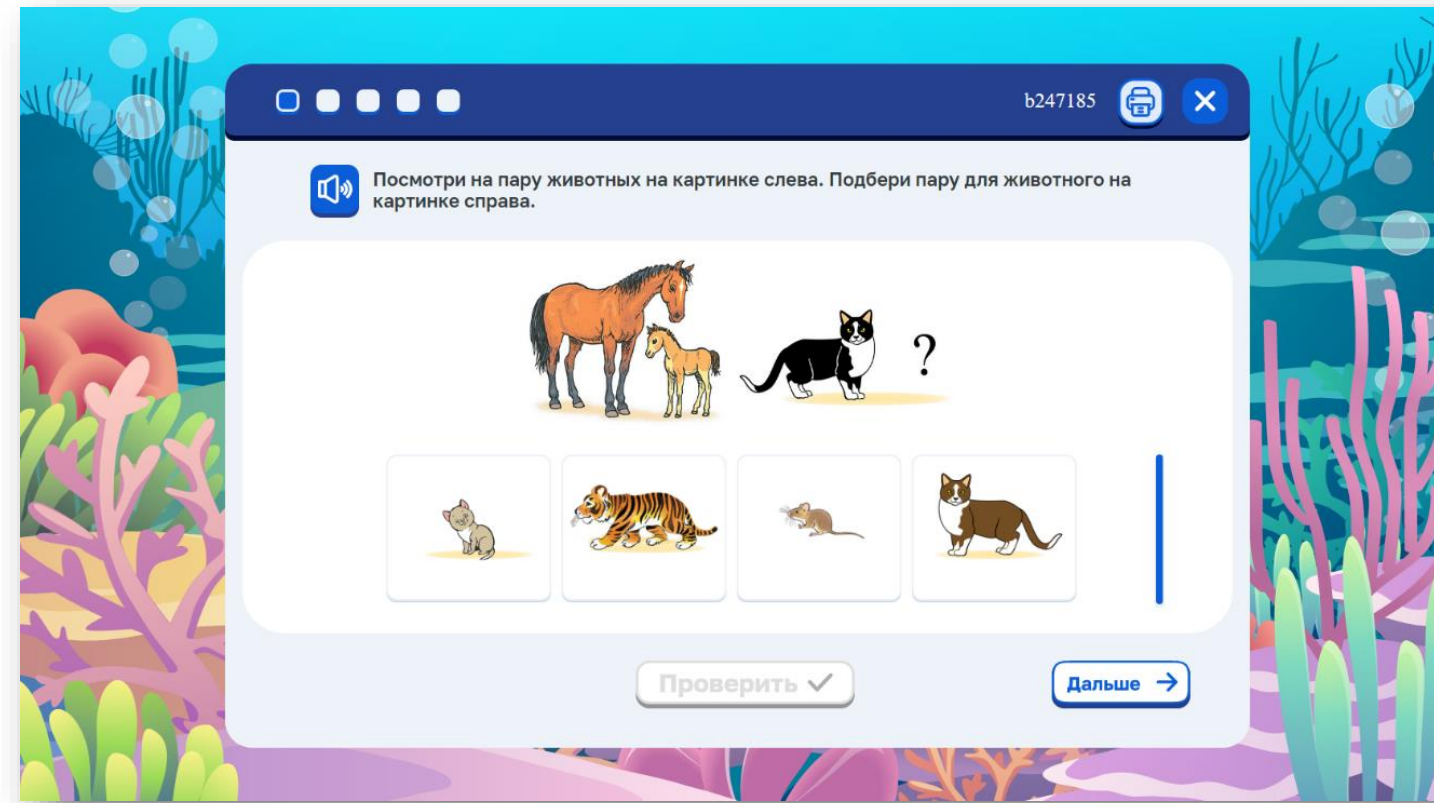 b247185
Посмотри на пару животных на картинке слева. Подбери пару для животного на
картинке справа.
?
Проверить
Дальше